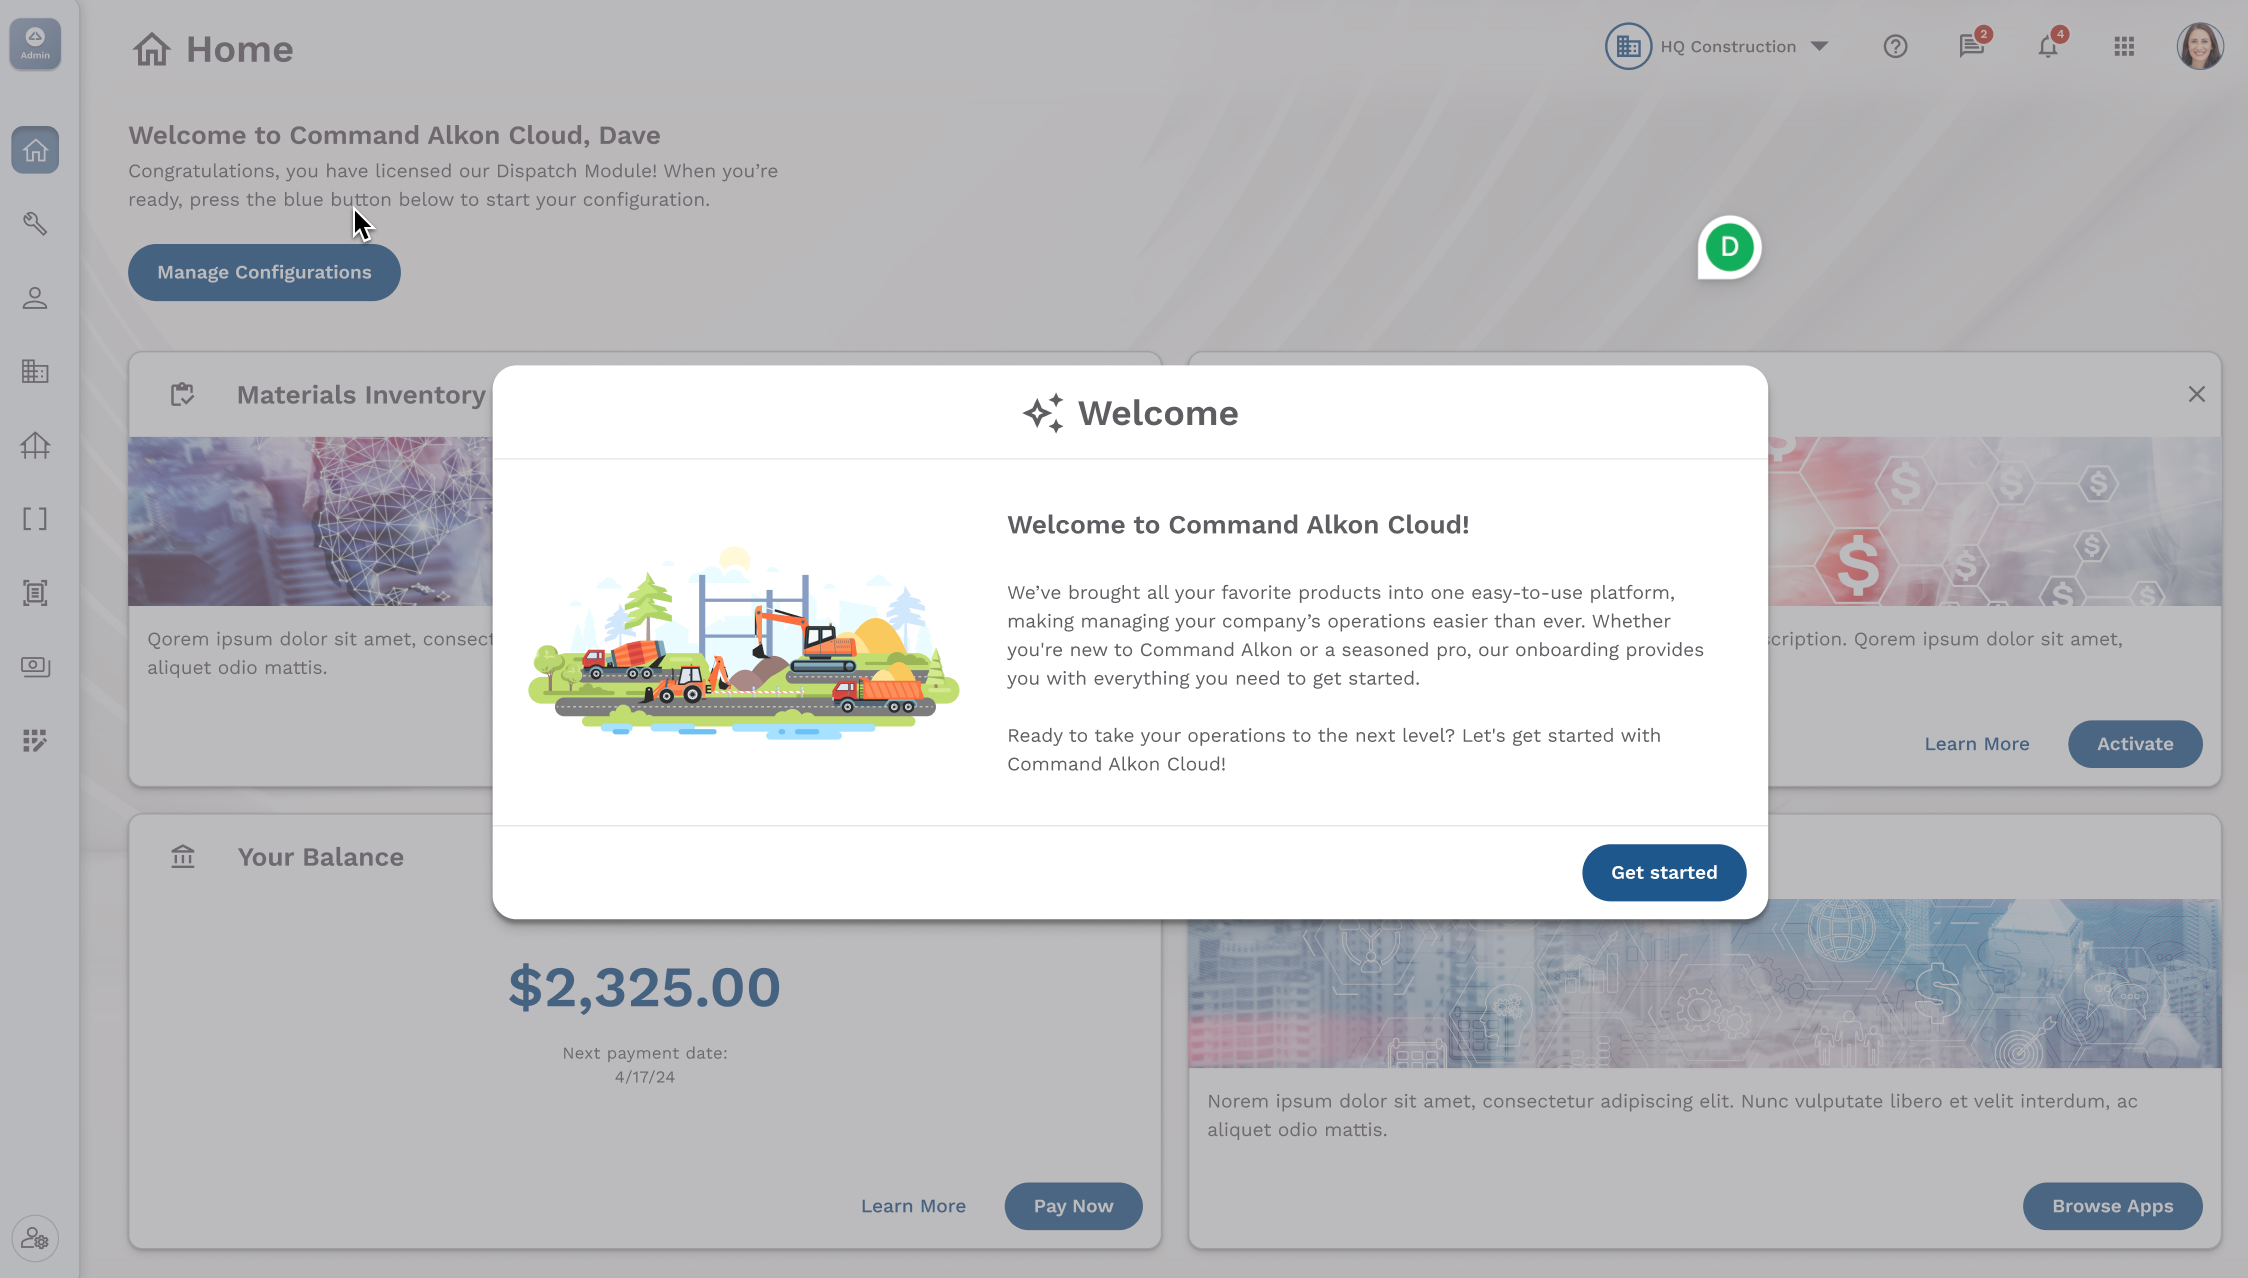 Admin
Home
HQ Construction
2
4
Welcome to Command Alkon Cloud, Dave
Congratulations, you have licensed our Dispatch Module! When you’re
ready, press the blue button below to start your configuration.
Manage Configurations
D
Materials Inventory
Qorem ipsum dolor sit amet, consect
aliquet odio mattis.
Welcome
Welcome to Command Alkon Cloud!
We’ve brought all your favorite products into one easy-to-use platform,
making managing your company’s operations easier than ever. Whether
you're new to Command Alkon or a seasoned pro, our onboarding provides
you with everything you need to get started.
Ready to take your operations to the next level? Let's get started with
Command Alkon Cloud!
Get started
scription. Qorem ipsum dolor sit amet,
Learn More
Activate
Your Balance
$2,325.00
Next payment date:
4/17/24
Learn More
Pay Now
Norem ipsum dolor sit amet, consectetur adipiscing elit. Nunc vulputate libero et velit interdum, ac
aliquet odio mattis.
Browse Apps